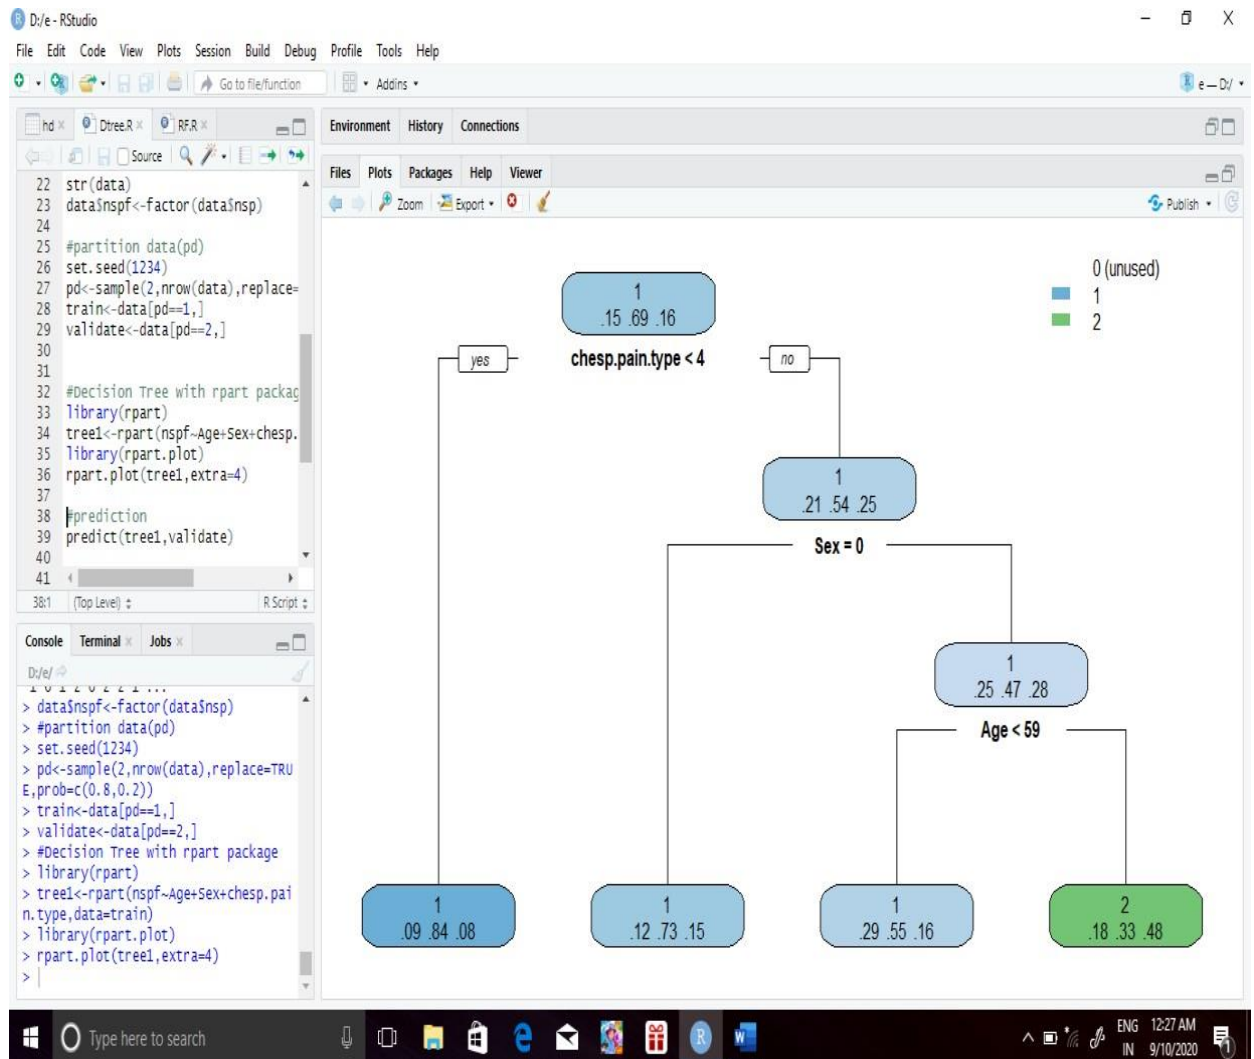 D:/e - RStudio
File Edit Code View Plots Session Build Debug Profile Tools Help
Go to file/function Addins e — D:/
hd Dtree.R RF.R
Source
22 str(data)
23 data$nspf<-factor(data$nsp)
24
25 #partition data(pd)
26 set.seed(1234)
27 pd<-sample(2,nrow(data),replace=
28 train<-data[pd==1,]
29 validate<-data[pd==2,]
30
31
32 #Decision Tree with rpart packag
33 library(rpart)
34 tree1<-rpart(nspf~Age+Sex+chesp.
35 library(rpart.plot)
36 rpart.plot(tree1,extra=4)
37
38 #prediction
39 predict(tree1,validate)
40
41
38:1 (Top Level) R Script
Console Terminal Jobs
D:/e/
> data$nspf<-factor(data$nsp)
> #partition data(pd)
> set.seed(1234)
> pd<-sample(2,nrow(data),replace=TRU
E,prob=c(0.8,0.2))
> train<-data[pd==1,]
> validate<-data[pd==2,]
> #Decision Tree with rpart package
> library(rpart)
> tree1<-rpart(nspf~Age+Sex+chesp.pai
n.type,data=train)
> library(rpart.plot)
> rpart.plot(tree1,extra=4)
>
Environment History Connections
Files Plots Packages Help Viewer
Zoom Export Publish
0 (unused)
1
2
1
.15 .69 .16
yes chesp.pain.type < 4 no
1
.21 .54 .25
Sex = 0
1
.25 .47 .28
Age < 59
1
.09 .84 .08
1
.12 .73 .15
1
.29 .55 .16
2
.18 .33 .48
Type here to search
ENG 12:27 AM
IN 9/10/2020
1